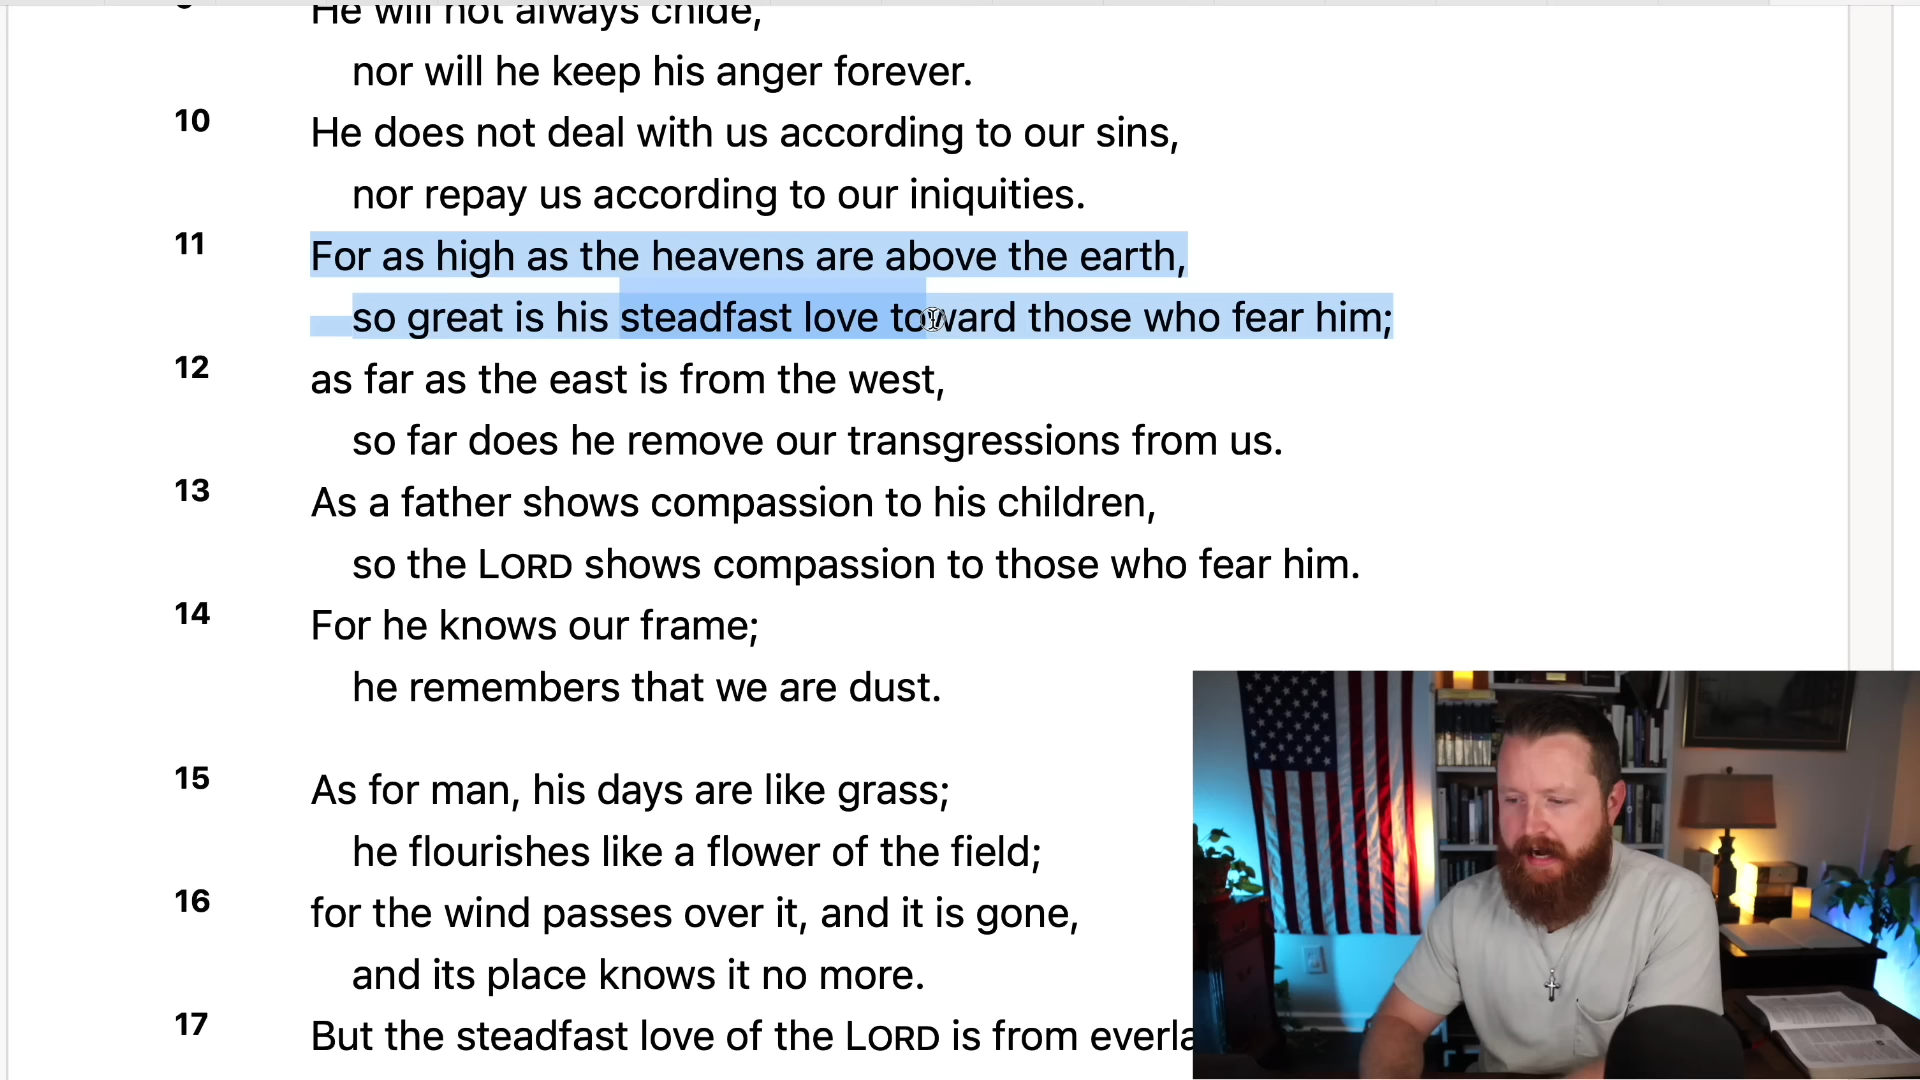 He will not always chide,
nor will he keep his anger forever.
10 He does not deal with us according to our sins,
nor repay us according to our iniquities.
11 For as high as the heavens are above the earth,
so great is his steadfast love toward those who fear him;
12 as far as the east is from the west,
so far does he remove our transgressions from us.
13 As a father shows compassion to his children,
so the LORD shows compassion to those who fear him.
14 For he knows our frame;
he remembers that we are dust.
15 As for man, his days are like grass;
he flourishes like a flower of the field;
16 for the wind passes over it, and it is gone,
and its place knows it no more.
17 But the steadfast love of the LORD is from everla